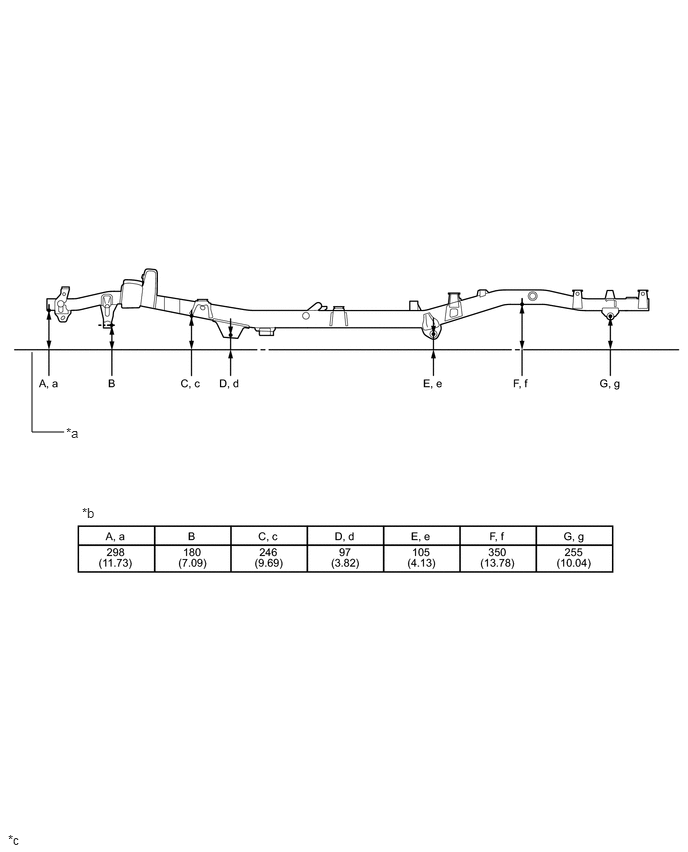 A, a B C, c D, d E, e F, f G, g
*a
*b
A, a B C, c D, d E, e F, f G, g
298 180 246 97 105 350 255
(11.73) (7.09) (9.69) (3.82) (4.13) (13.78) (10.04)
*c